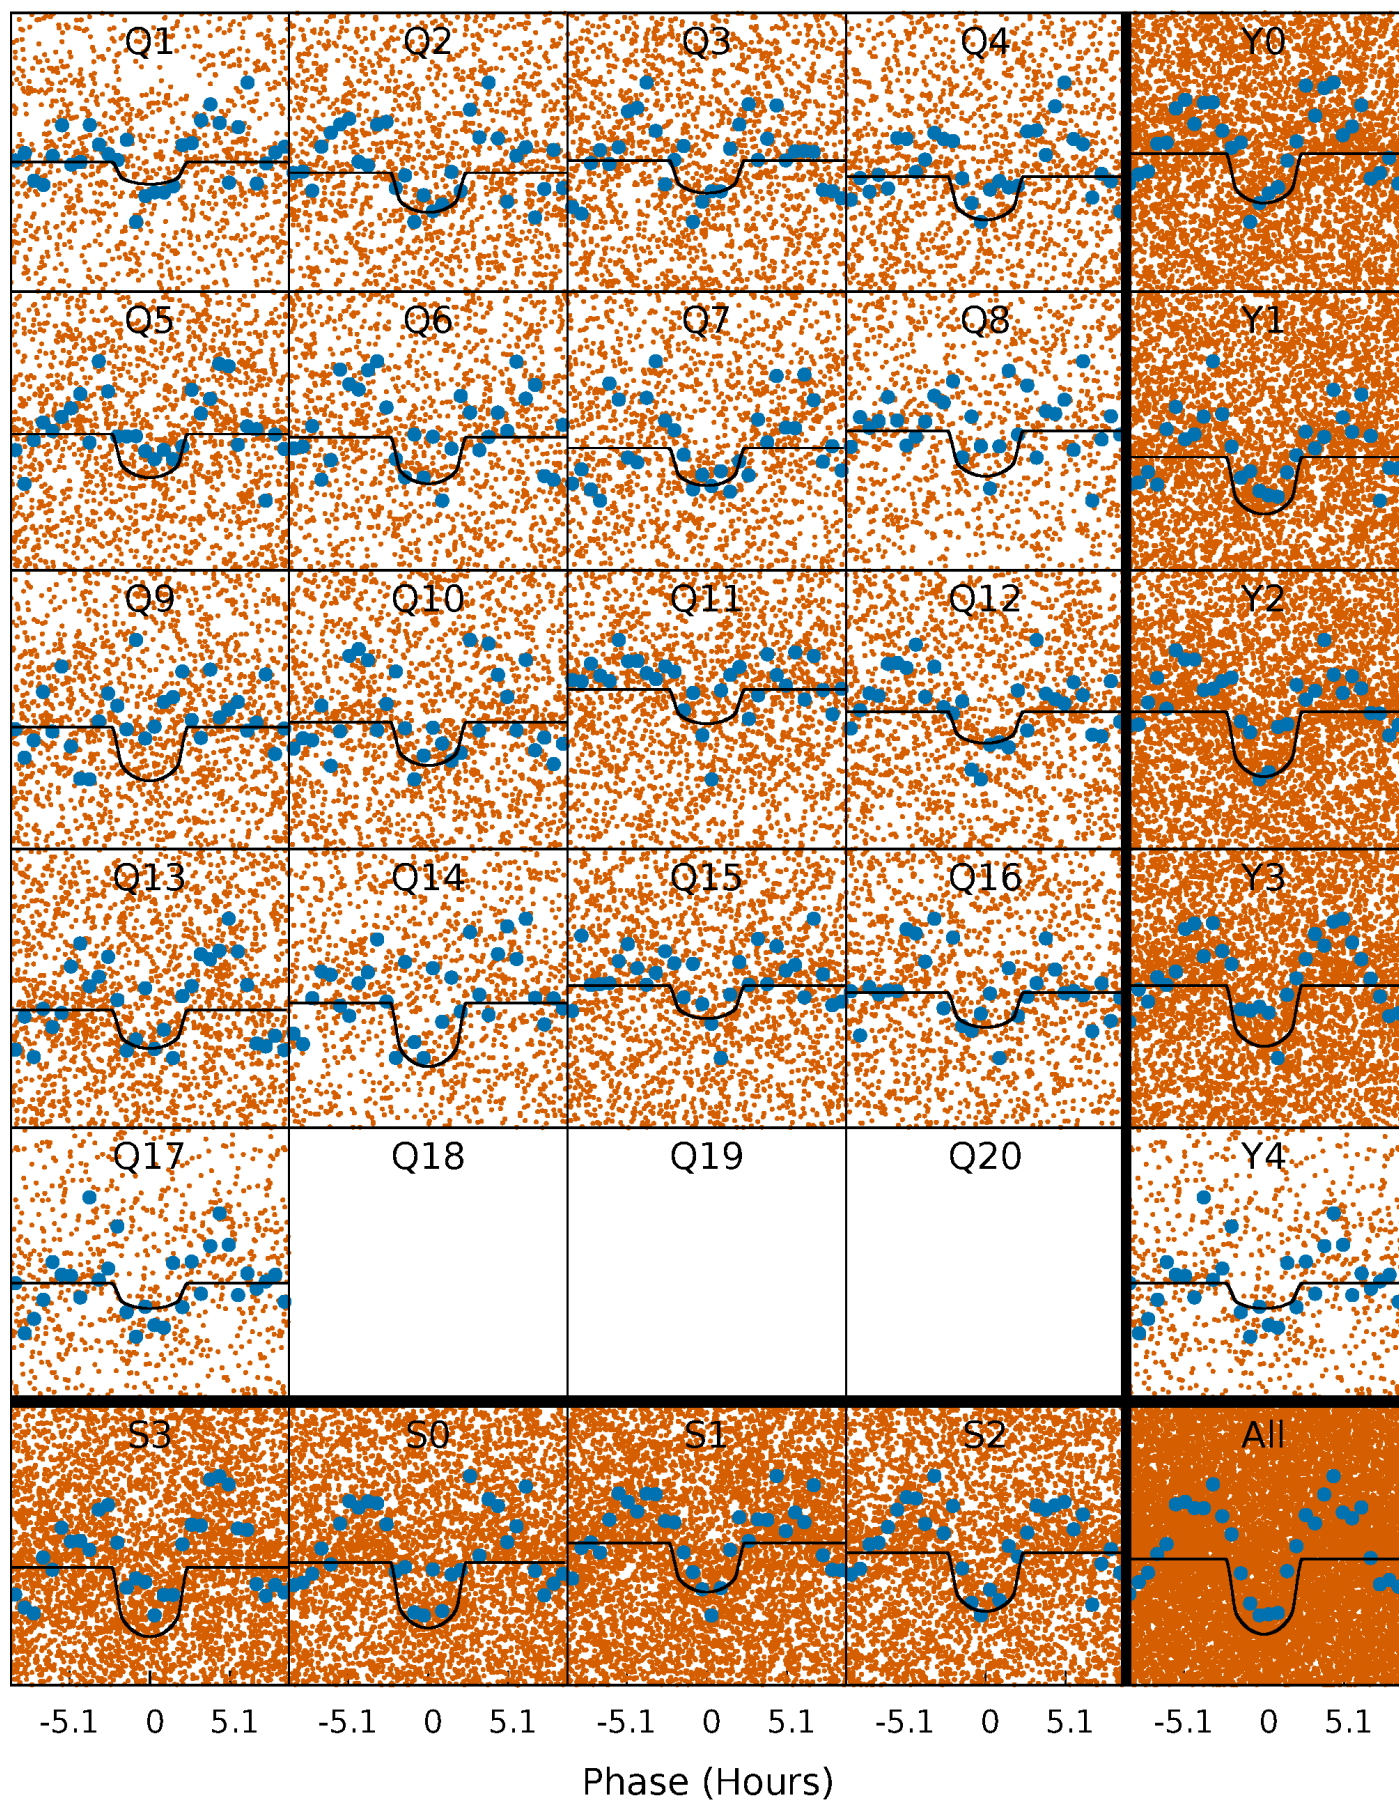 Q1 Q2 Q3 Q4 Y0
Q5 Q6 Q7 Q8 Y1
Q9 Q10 Q11 Q12 Y2
Q13 Q14 Q15 Q16 Y3
Q17 Q18 Q19 Q20 Y4
S3 S0 S1 S2 All
-5.1 0 5.1 -5.1 0 5.1 -5.1 0 5.1 -5.1 0 5.1 -5.1 0 5.1
Phase (Hours)